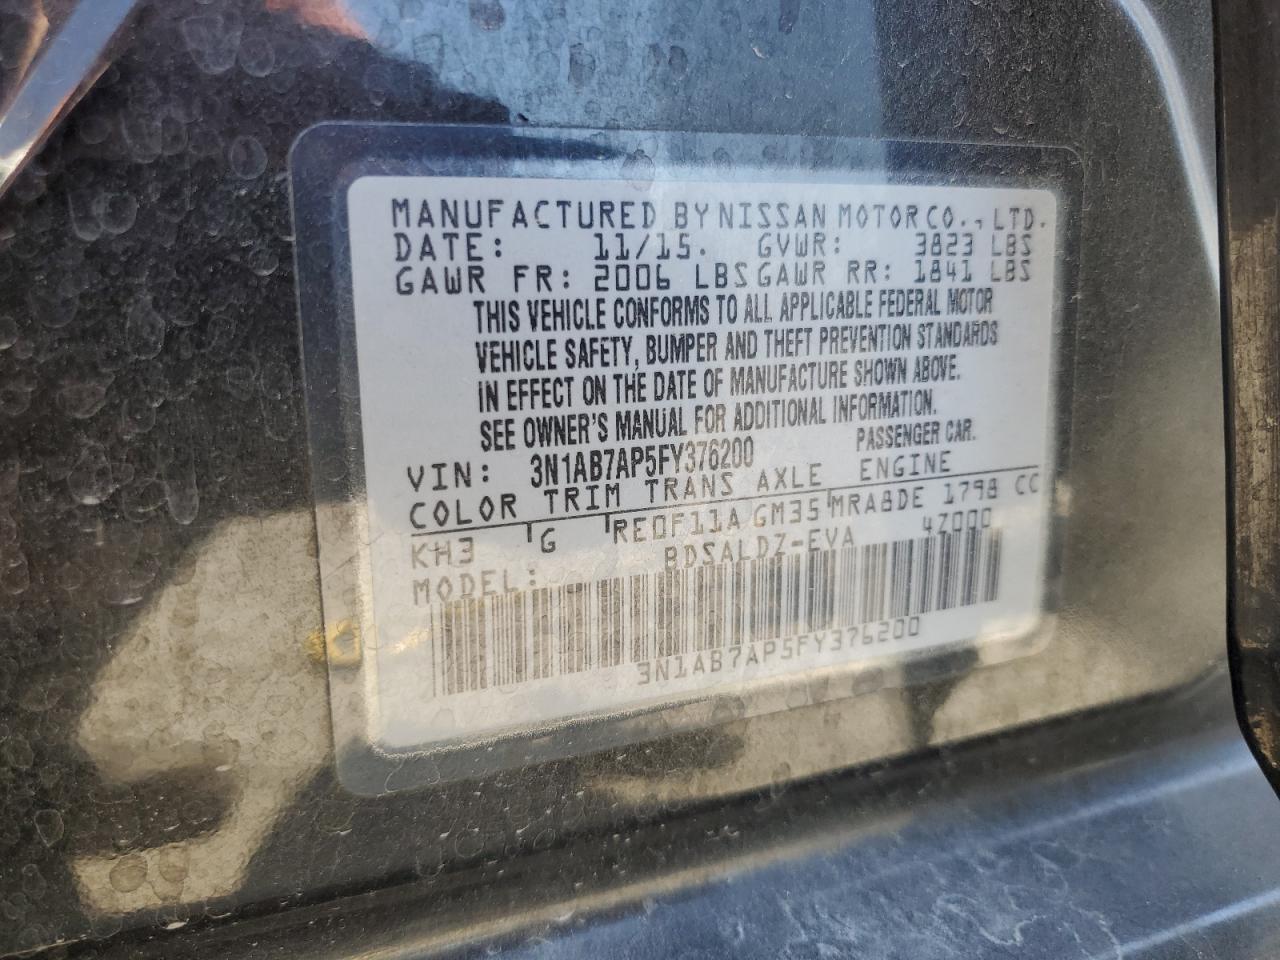 MANUFACTURED BY NISSAN MOTOR CO., LTD.
DATE: 11/15. GVWR: 3823 LBS
GAWR FR: 2006 LBS GAWR RR: 1841 LBS
THIS VEHICLE CONFORMS TO ALL APPLICABLE FEDERAL MOTOR
VEHICLE SAFETY, BUMPER AND THEFT PREVENTION STANDARDS
IN EFFECT ON THE DATE OF MANUFACTURE SHOWN ABOVE.
SEE OWNER'S MANUAL FOR ADDITIONAL INFORMATION.
VIN: 3N1AB7AP5FY376200 PASSENGER CAR.
COLOR TRIM TRANS AXLE ENGINE
KH3 G RE0F11A GM35 MRA8DE 1798 CC
MODEL: BDSALDZ-EVA 4Z000
3N1AB7AP5FY376200